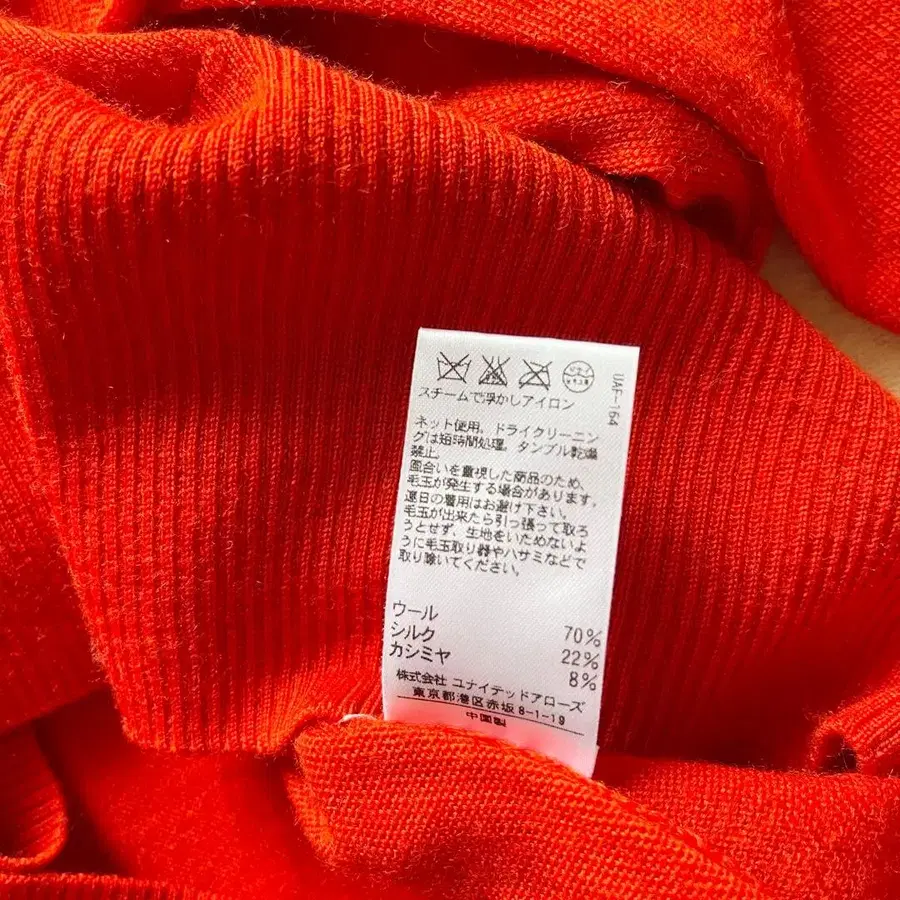 スチームで浮かしアイロン
UAF-164
ネット使用。ドライクリーニン
グは短時間処理。タンブル乾燥
禁止。
風合いを重視した商品のため、
毛玉が発生する場合があります。
連日の着用はお避け下さい。
毛玉が出来たら引っ張って取ろ
うとせず、生地をいためないよ
うに毛玉取り器やハサミなどで
取り除いてください。
ウール 70%
シルク 22%
カシミヤ 8%
株式会社 ユナイテッドアローズ
東京都港区赤坂8-1-19
中国製